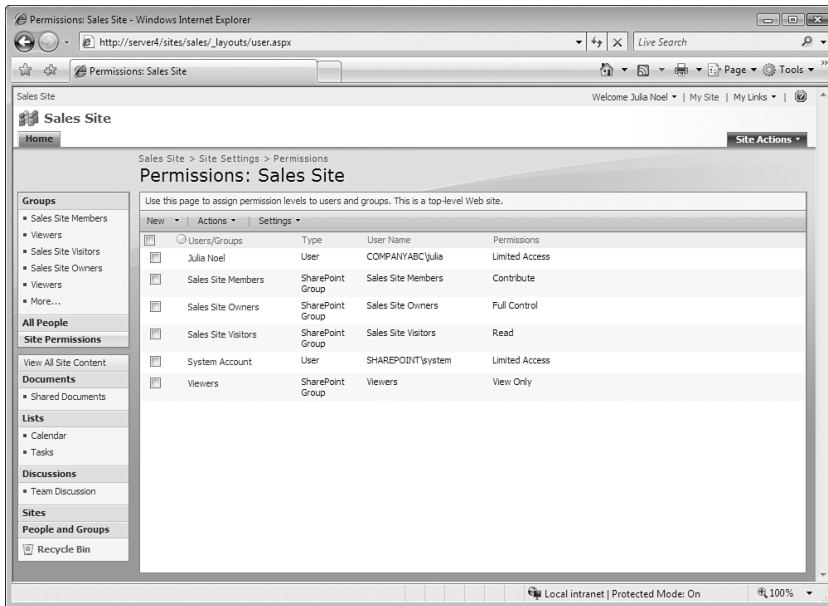 Permissions: Sales Site - Windows Internet Explorer
http://server4/sites/sales/_layouts/user.aspx
Live Search
Permissions: Sales Site
Page
Tools
Sales Site
Welcome Julia Noel | My Site | My Links |
Sales Site
Home
Site Actions
Sales Site > Site Settings > Permissions
Permissions: Sales Site
Groups
Sales Site Members
Viewers
Sales Site Visitors
Sales Site Owners
Viewers
More...
All People
Site Permissions
View All Site Content
Documents
Shared Documents
Lists
Calendar
Tasks
Discussions
Team Discussion
Sites
People and Groups
Recycle Bin
Use this page to assign permission levels to users and groups. This is a top-level Web site.
New | Actions | Settings
Users/Groups Type User Name Permissions
Julia Noel User COMPANYABC\julia Limited Access
Sales Site Members SharePoint Group Sales Site Members Contribute
Sales Site Owners SharePoint Group Sales Site Owners Full Control
Sales Site Visitors SharePoint Group Sales Site Visitors Read
System Account User SHAREPOINT\system Limited Access
Viewers SharePoint Group Viewers View Only
Local intranet | Protected Mode: On
100%